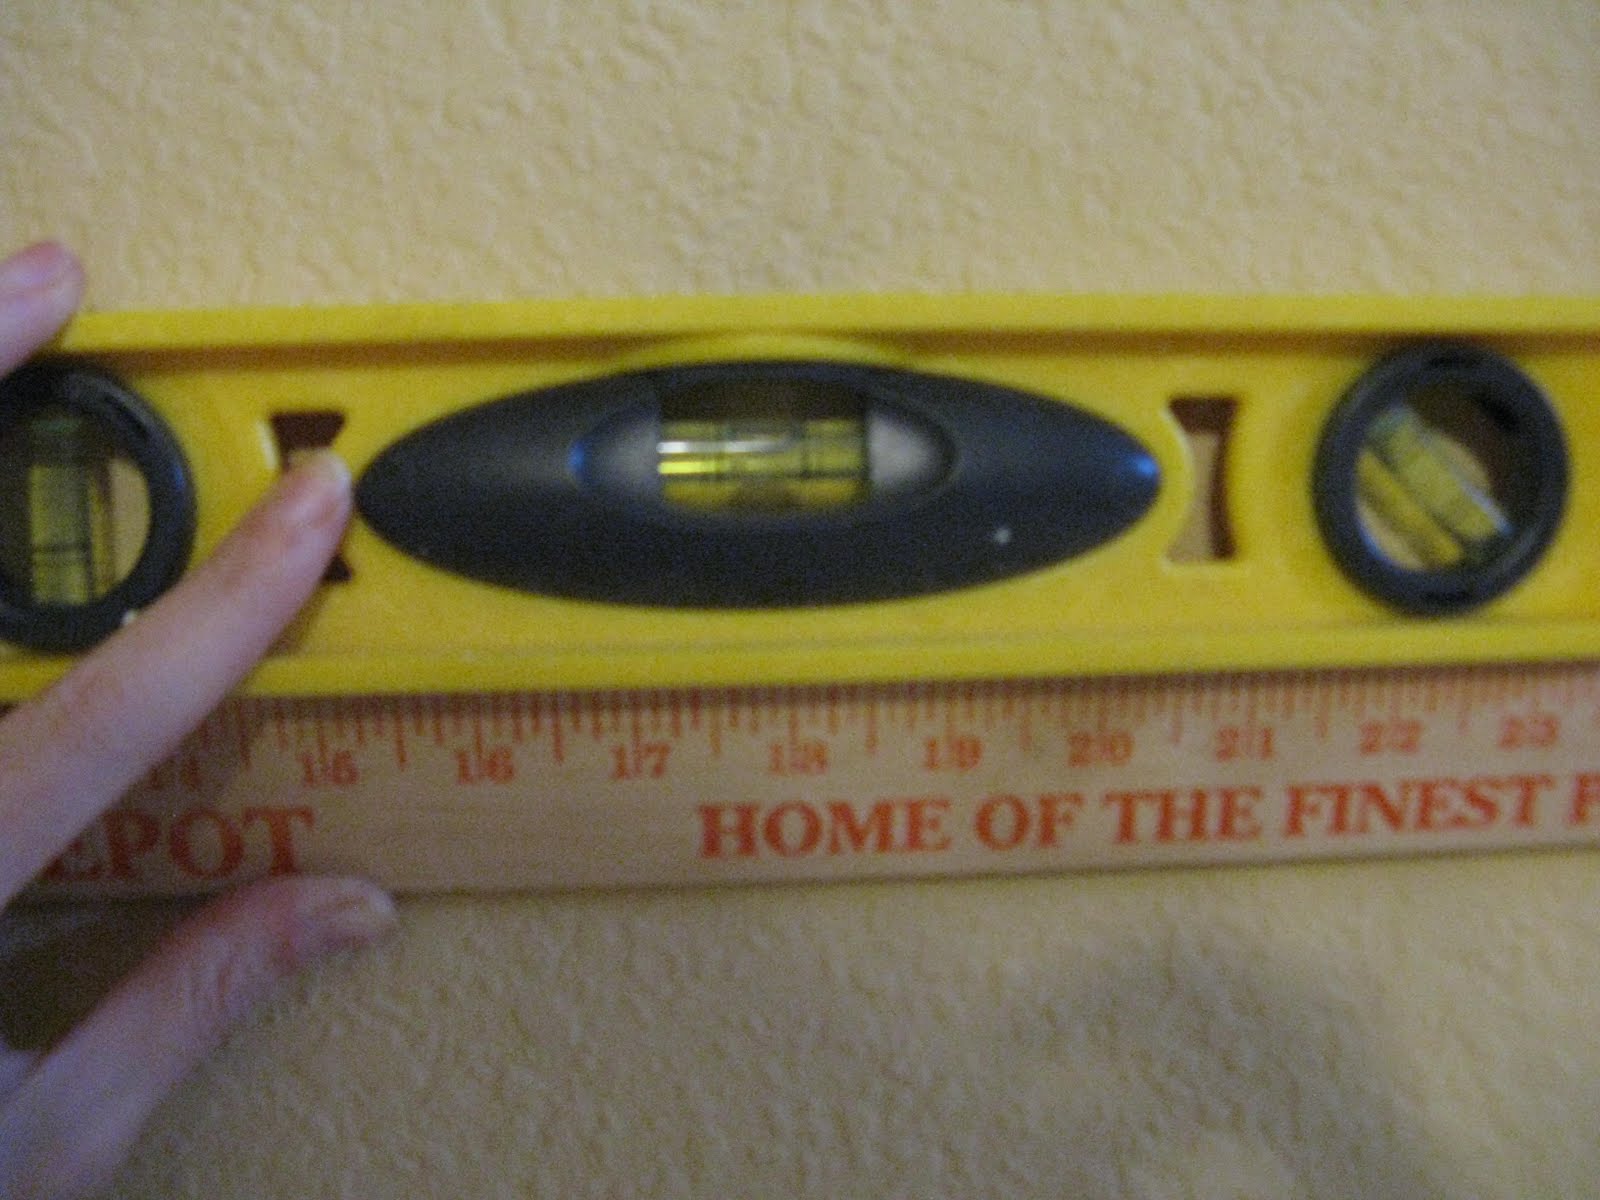 15 16 17 18 19 20 21 22 23
EPOT HOME OF THE FINEST